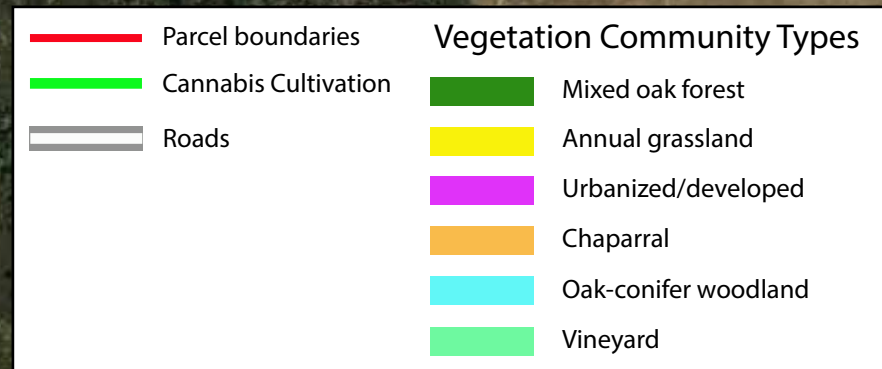 Parcel boundaries
Cannabis Cultivation
Roads
Vegetation Community Types
Mixed oak forest
Annual grassland
Urbanized/developed
Chaparral
Oak-conifer woodland
Vineyard